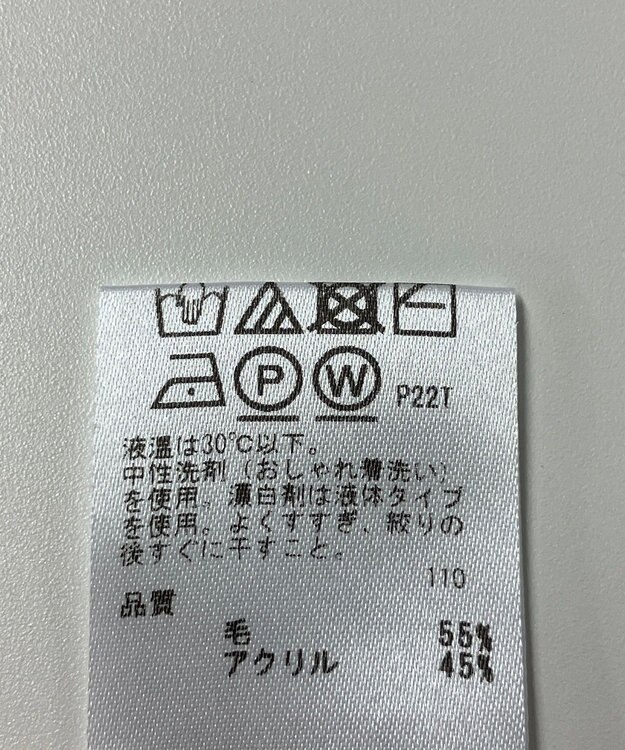 P W P22T
液温は30℃以下。
中性洗剤（おしゃれ着洗い）
を使用。漂白剤は液体タイプ
を使用。よくすすぎ、絞りの
後すぐに干すこと。
110
品質
毛 55%
アクリル 45%